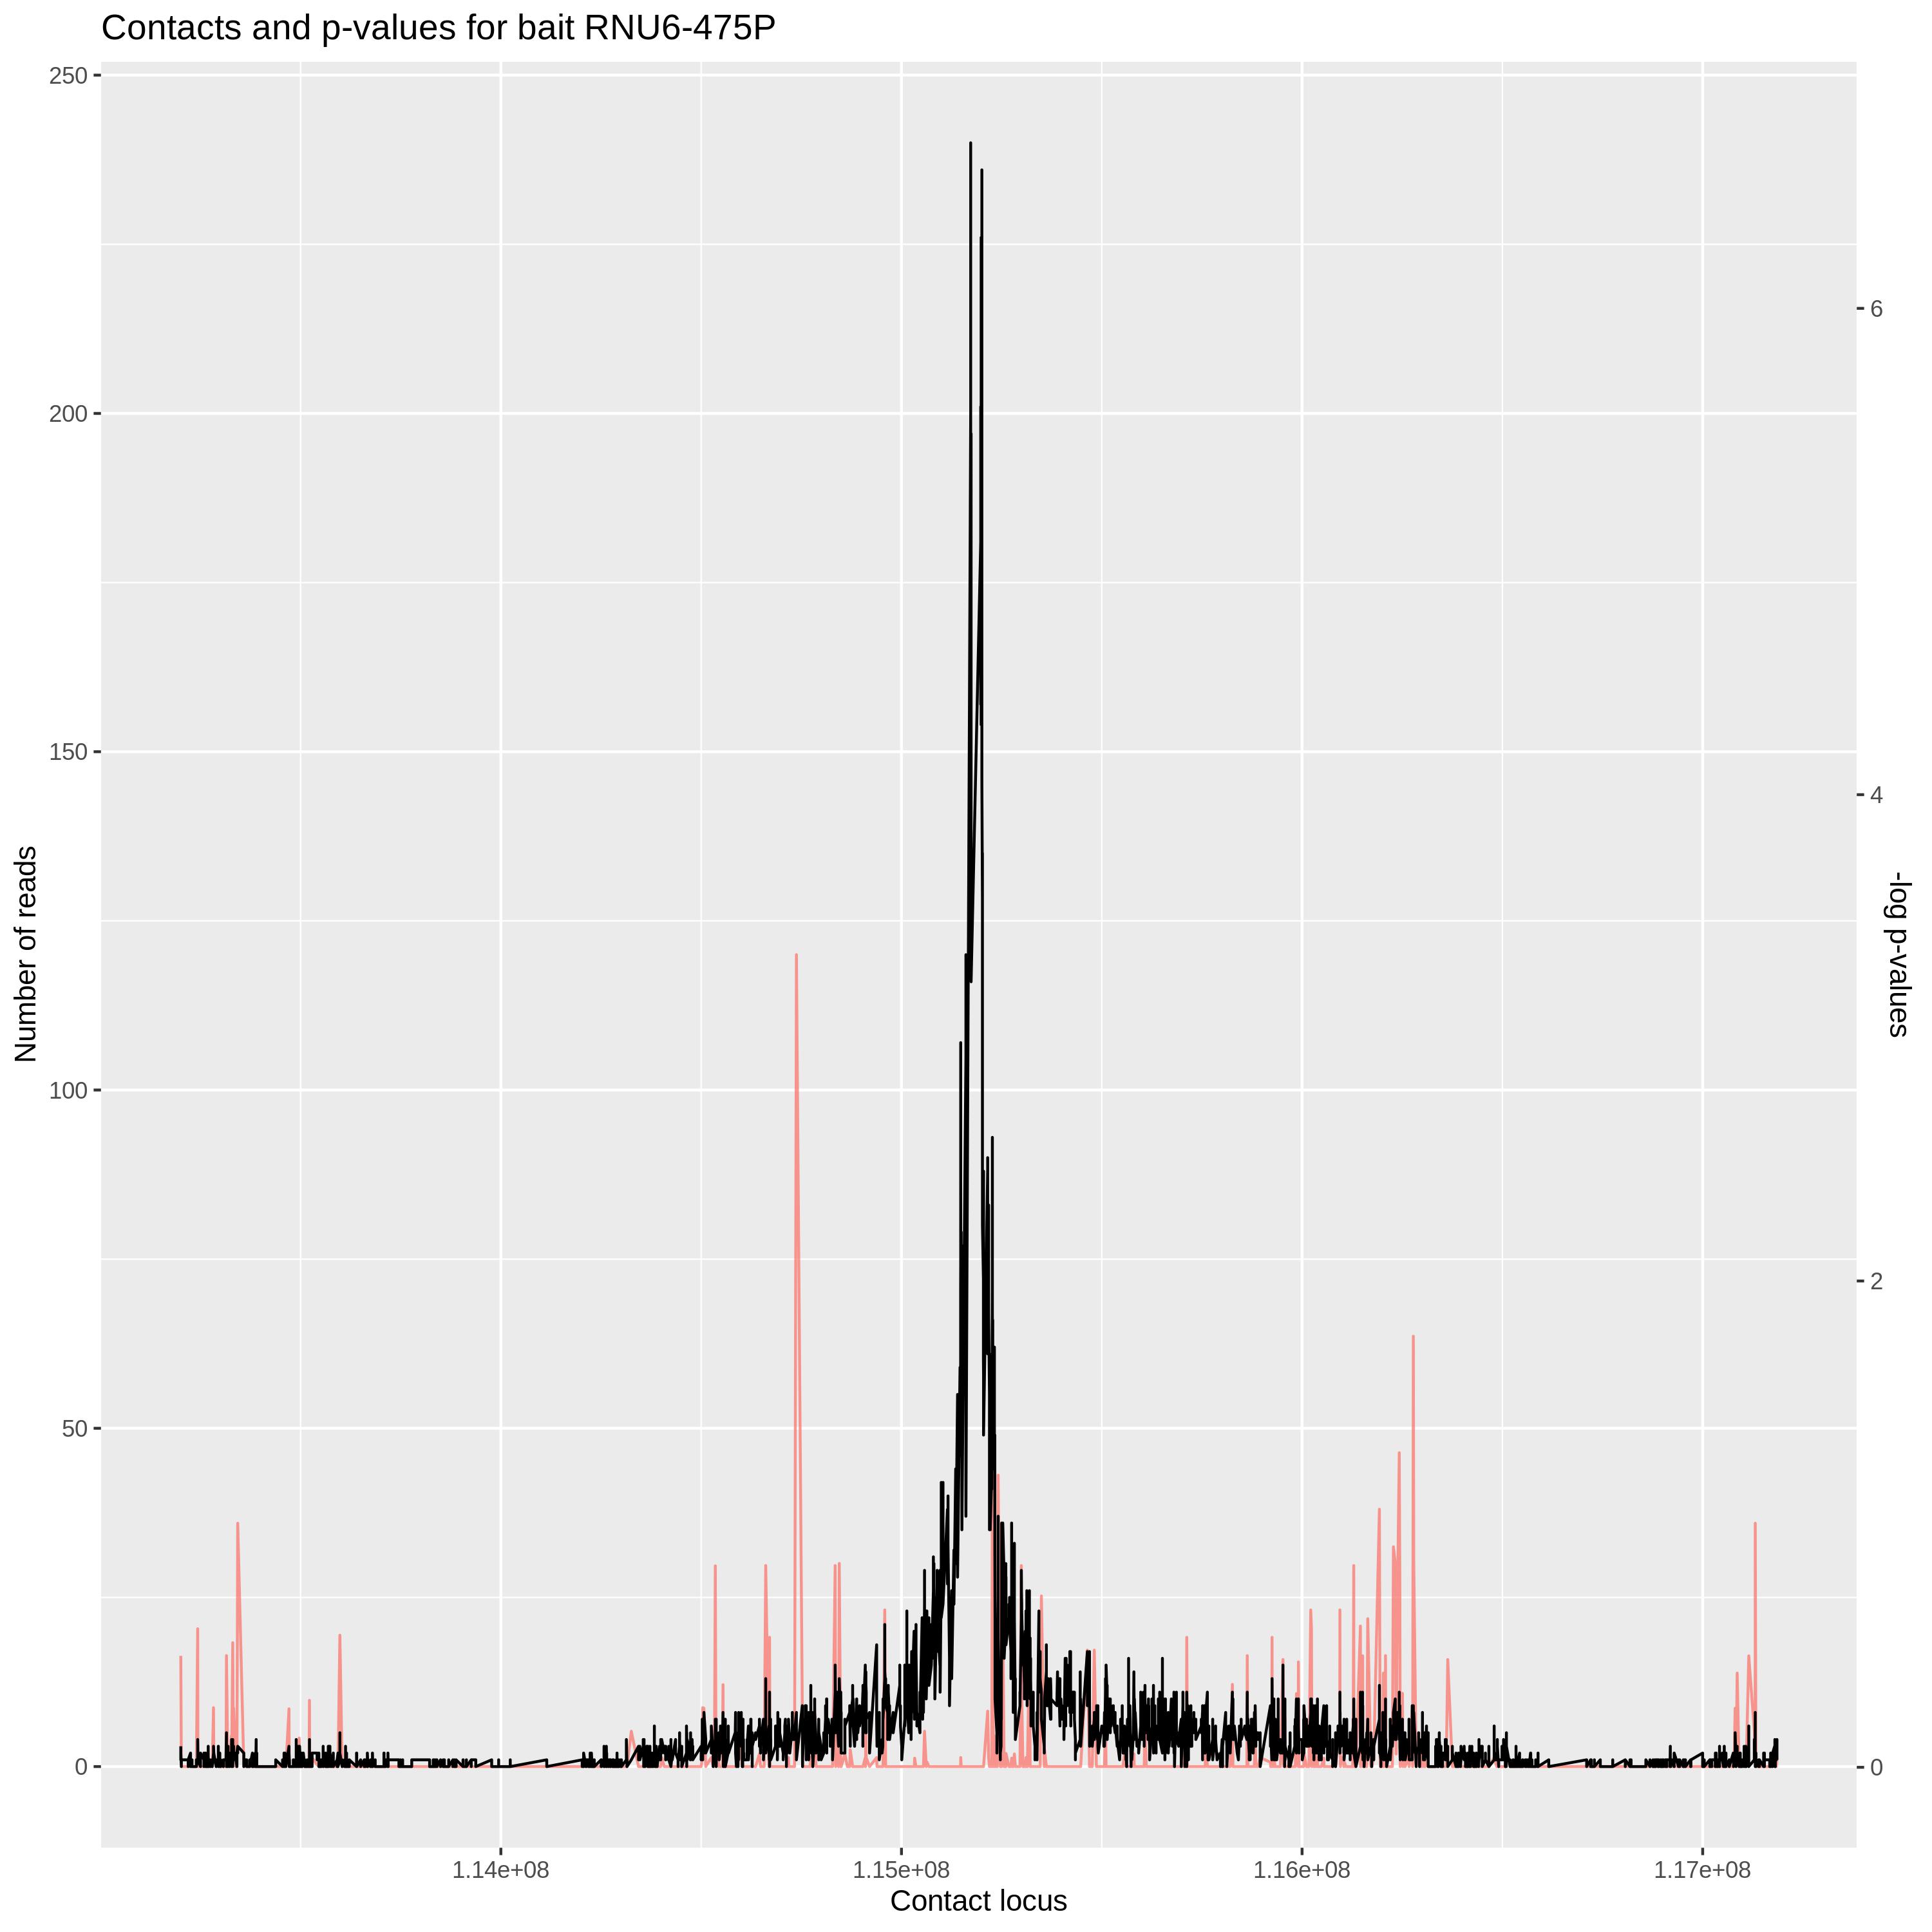 Contacts and p-values for bait RNU6-475P
250
200
150
100
50
0
Number of reads
6
4
2
0
-log p-values
1.14e+08
1.15e+08
1.16e+08
1.17e+08
Contact locus